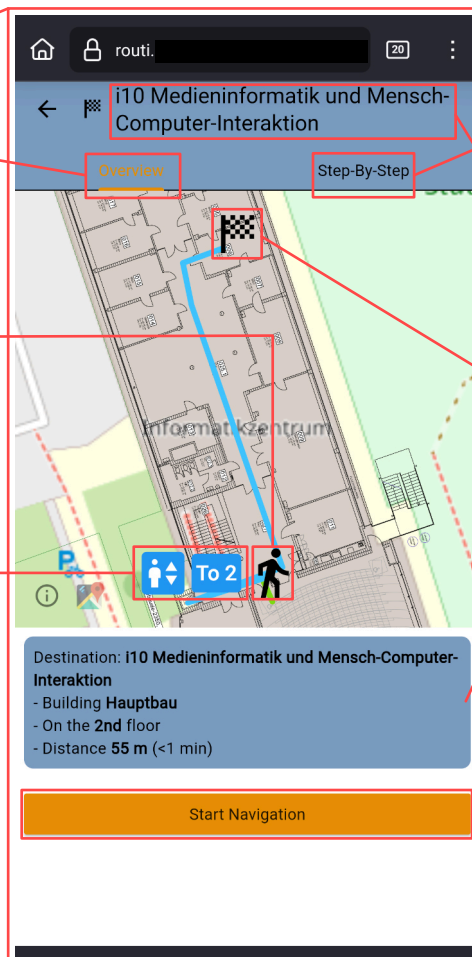 routi.
20
i10 Medieninformatik und Mensch-
Computer-Interaktion
Overview
Step-By-Step
Informatikzentrum
P
To 2
Destination: i10 Medieninformatik und Mensch-Computer-
Interaktion
- Building Hauptbau
- On the 2nd floor
- Distance 55 m (<1 min)
Start Navigation